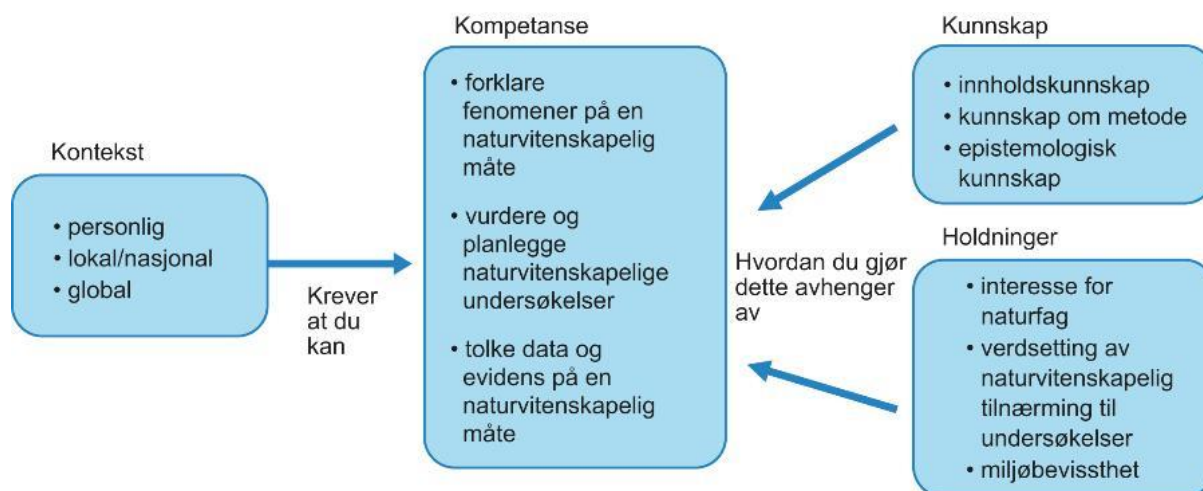 Kontekst
• personlig
• lokal/nasjonal
• global
Krever
at du
kan
Kompetanse
• forklare
fenomener på en
naturvitenskapelig
måte
• vurdere og
planlegge
naturvitenskapelige
undersøkelser
• tolke data og
evidens på en
naturvitenskapelig
måte
Hvordan du gjør
dette avhenger
av
Kunnskap
• innholdskunnskap
• kunnskap om metode
• epistemologisk
kunnskap
Holdninger
• interesse for
naturfag
• verdsetting av
naturvitenskapelig
tilnærming til
undersøkelser
• miljøbevissthet